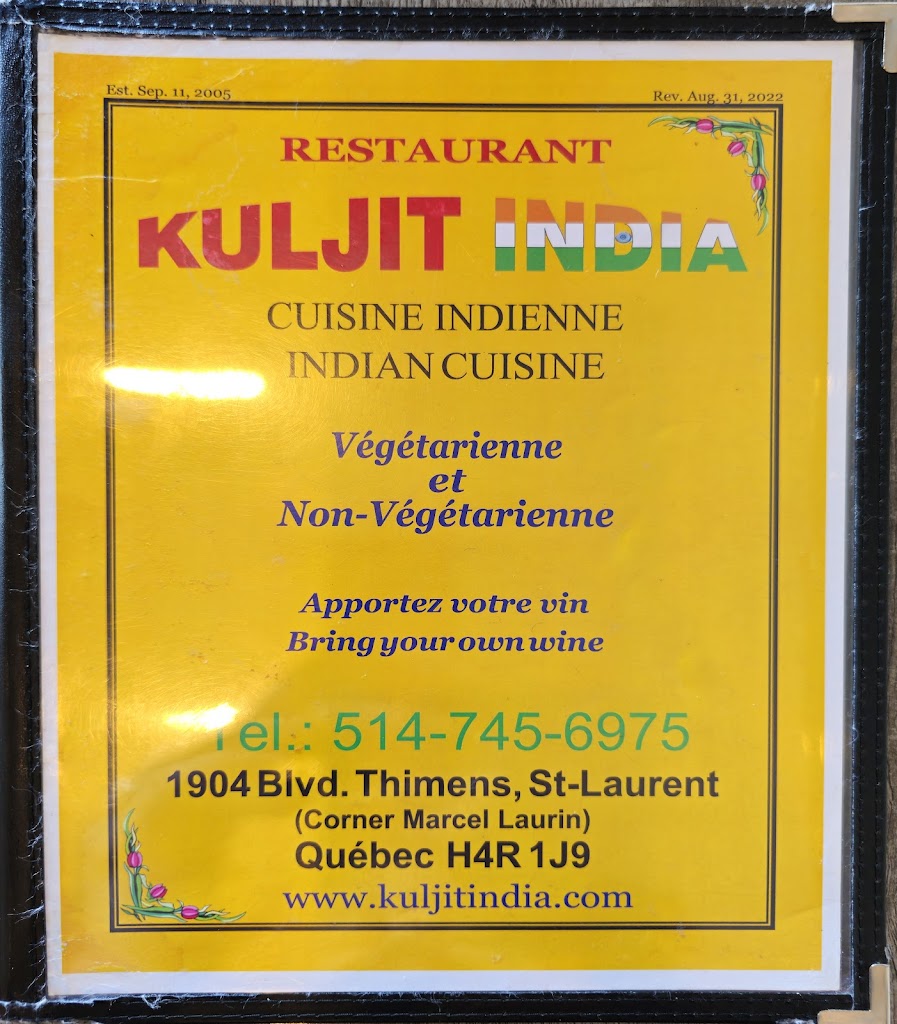 Est. Sep. 11, 2005
Rev. Aug. 31, 2022
RESTAURANT
KULJIT INDIA
CUISINE INDIENNE
INDIAN CUISINE
Végétarienne
et
Non-Végétarienne
Apportez votre vin
Bring your own wine
Tel.: 514-745-6975
1904 Blvd. Thimens, St-Laurent
(Corner Marcel Laurin)
Québec H4R 1J9
www.kuljitindia.com